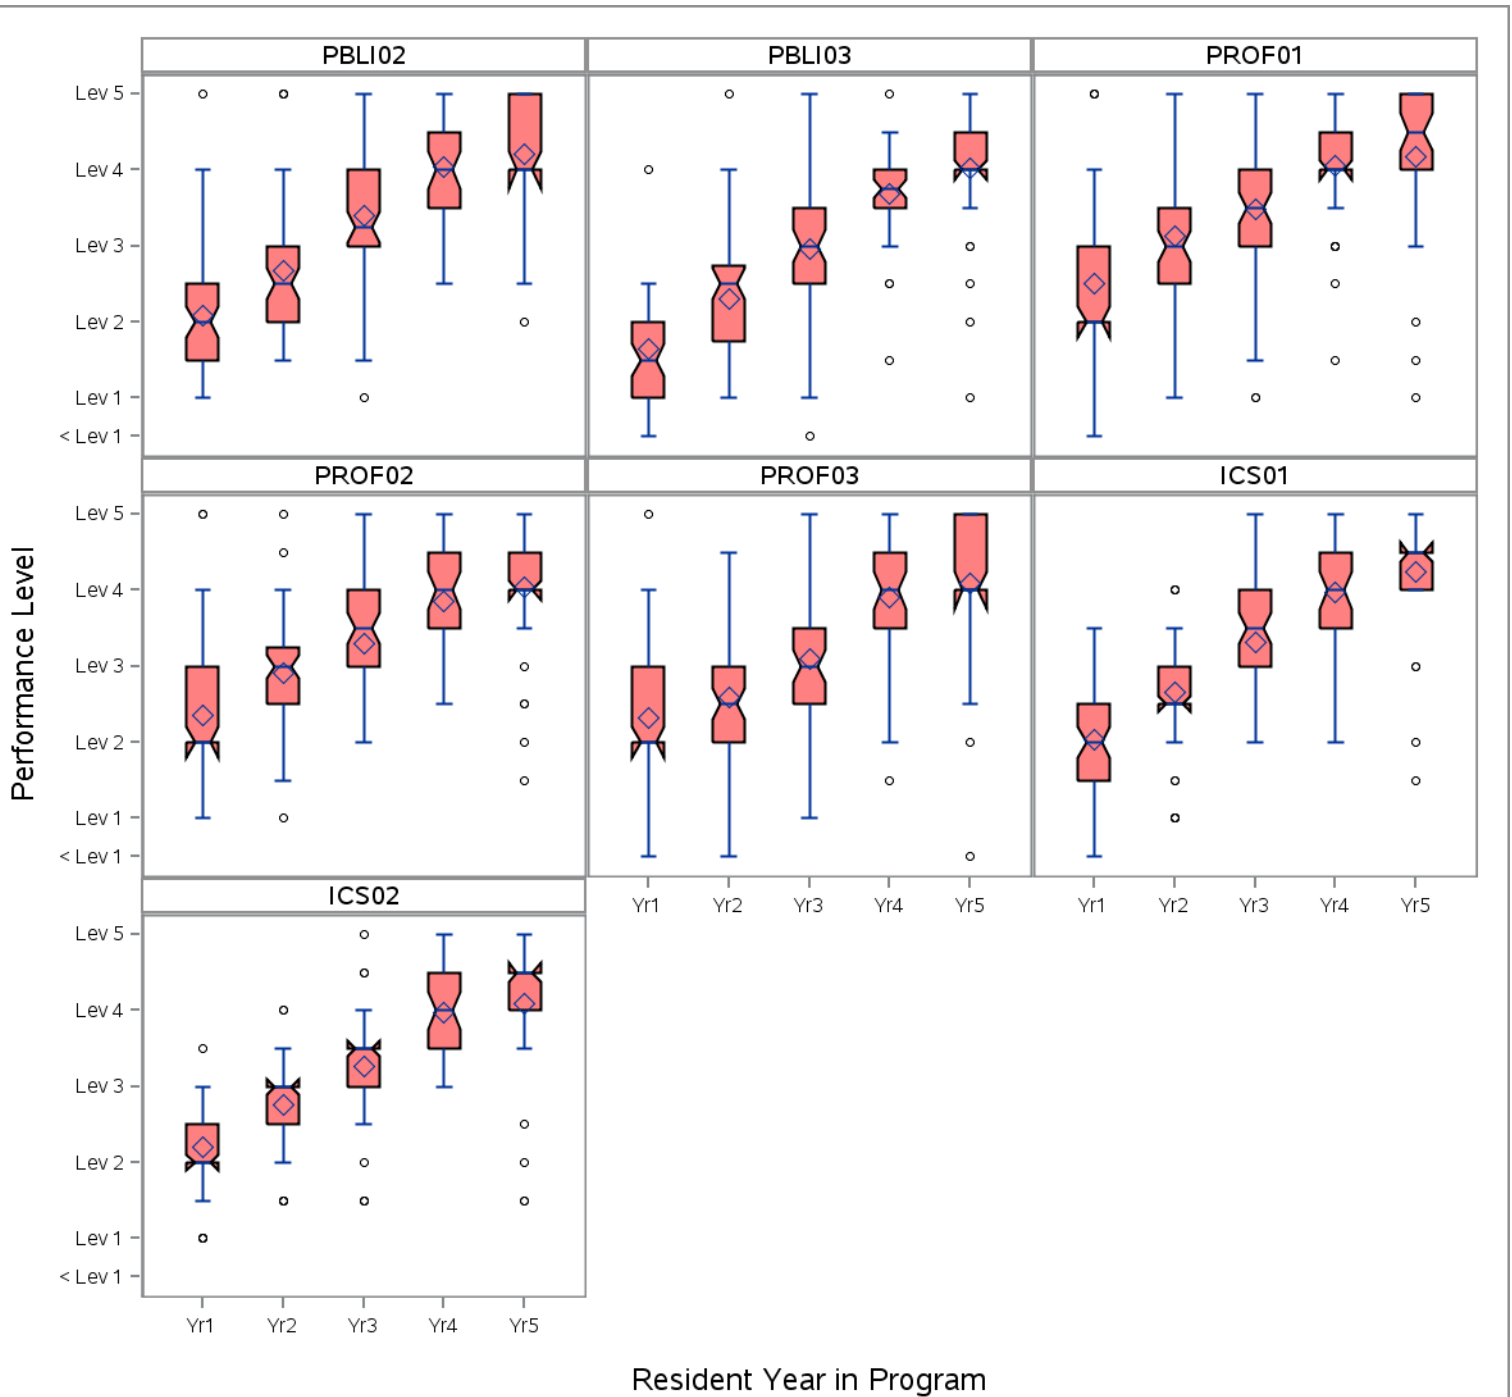 PBLI02 PBLI03 PROF01
Lev 5
Lev 4
Lev 3
Lev 2
Lev 1
< Lev 1
PROF02 PROF03 ICS01
Lev 5
Lev 4
Lev 3
Lev 2
Lev 1
< Lev 1
Yr1 Yr2 Yr3 Yr4 Yr5 Yr1 Yr2 Yr3 Yr4 Yr5
ICS02
Lev 5
Lev 4
Lev 3
Lev 2
Lev 1
< Lev 1
Yr1 Yr2 Yr3 Yr4 Yr5
Performance Level
Resident Year in Program